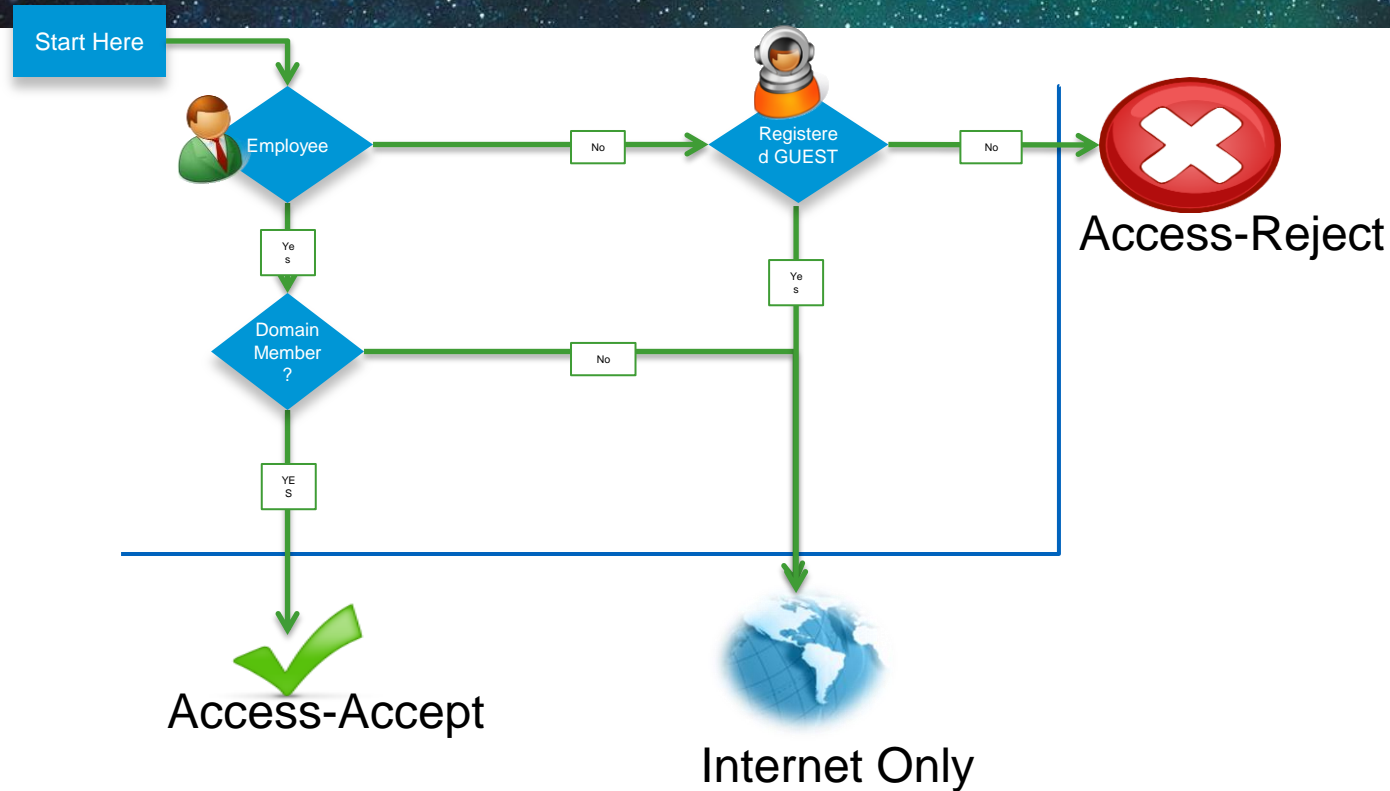 Start Here
Employee
No
Registere
d GUEST
No
Access-Reject
Ye
s
Ye
s
Domain
Member
?
No
YE
S
Access-Accept
Internet Only